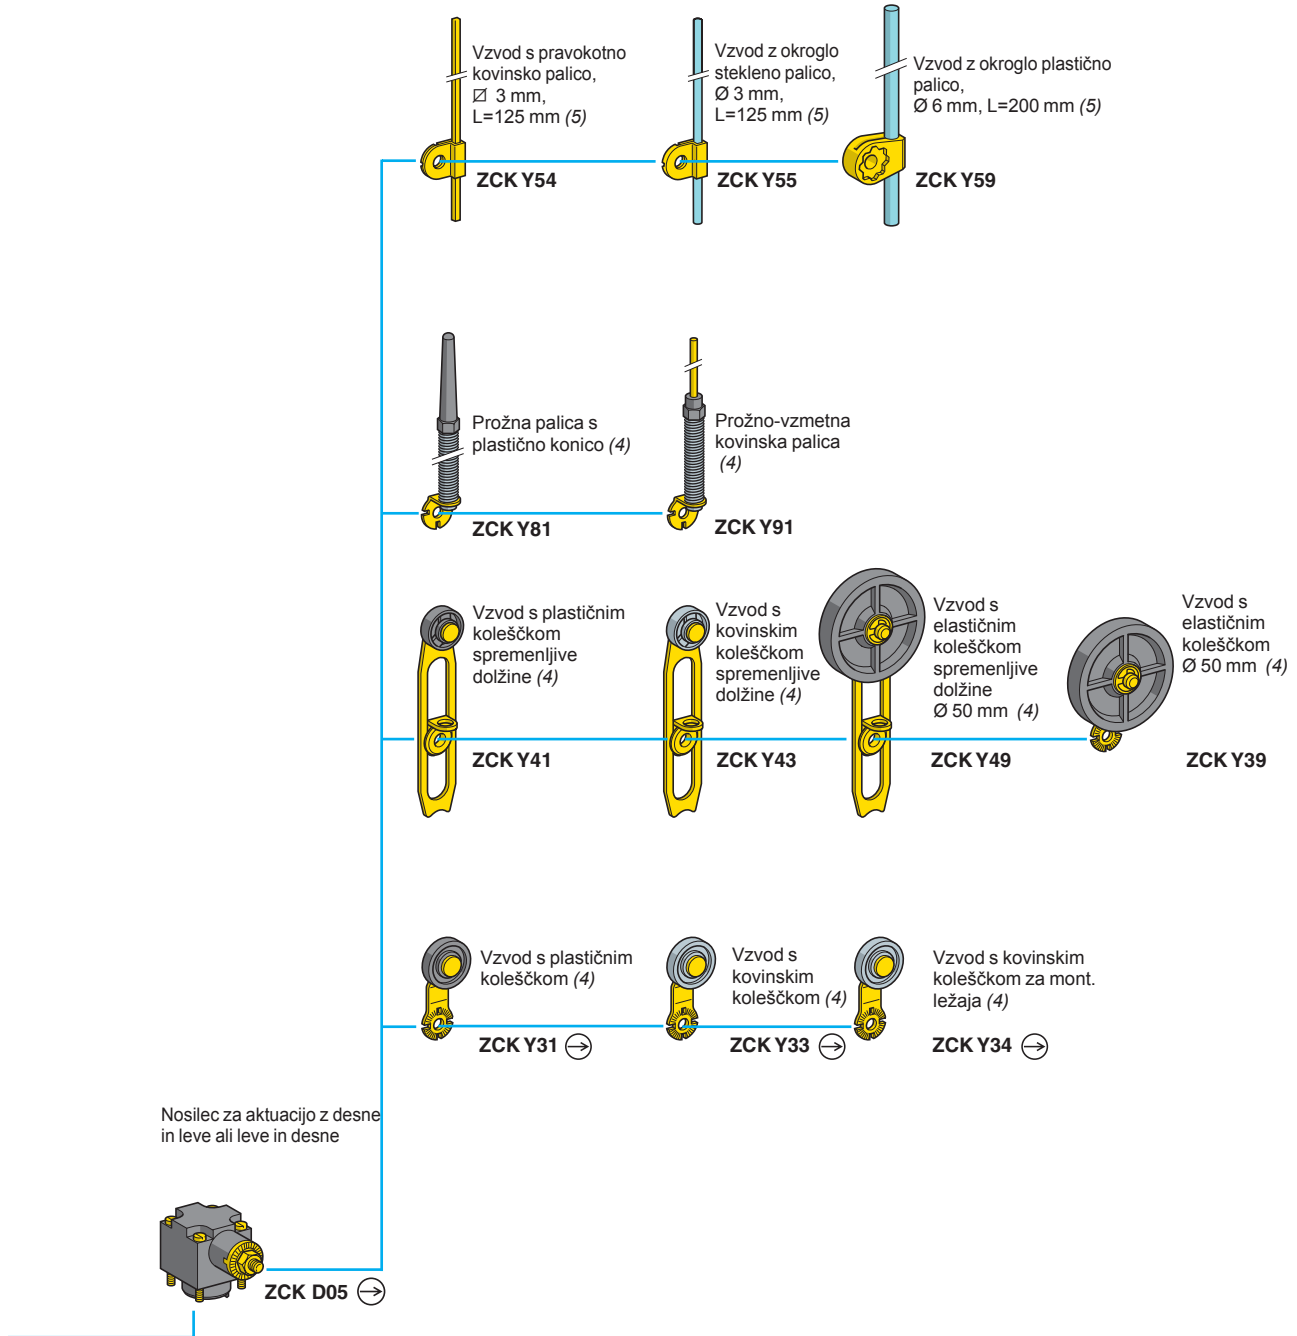 Vzvod s pravokotno
kovinsko palico,
⍁ 3 mm,
L=125 mm (5)
ZCK Y54
Vzvod z okroglo
stekleno palico,
Ø 3 mm,
L=125 mm (5)
ZCK Y55
Vzvod z okroglo plastično
palico,
Ø 6 mm, L=200 mm (5)
ZCK Y59
Prožna palica s
plastično konico (4)
ZCK Y81
Prožno-vzmetna
kovinska palica
(4)
ZCK Y91
Vzvod s plastičnim
koleščkom
spremenljive
dolžine (4)
ZCK Y41
Vzvod s
kovinskim
koleščkom
spremenljive
dolžine (4)
ZCK Y43
Vzvod s
elastičnim
koleščkom
spremenljive
dolžine
Ø 50 mm (4)
ZCK Y49
Vzvod s
elastičnim
koleščkom
Ø 50 mm (4)
ZCK Y39
Vzvod s plastičnim
koleščkom (4)
ZCK Y31
Vzvod s
kovinskim
koleščkom (4)
ZCK Y33
Vzvod s kovinskim
koleščkom za mont.
ležaja (4)
ZCK Y34
Nosilec za aktuacijo z desne
in leve ali leve in desne
ZCK D05